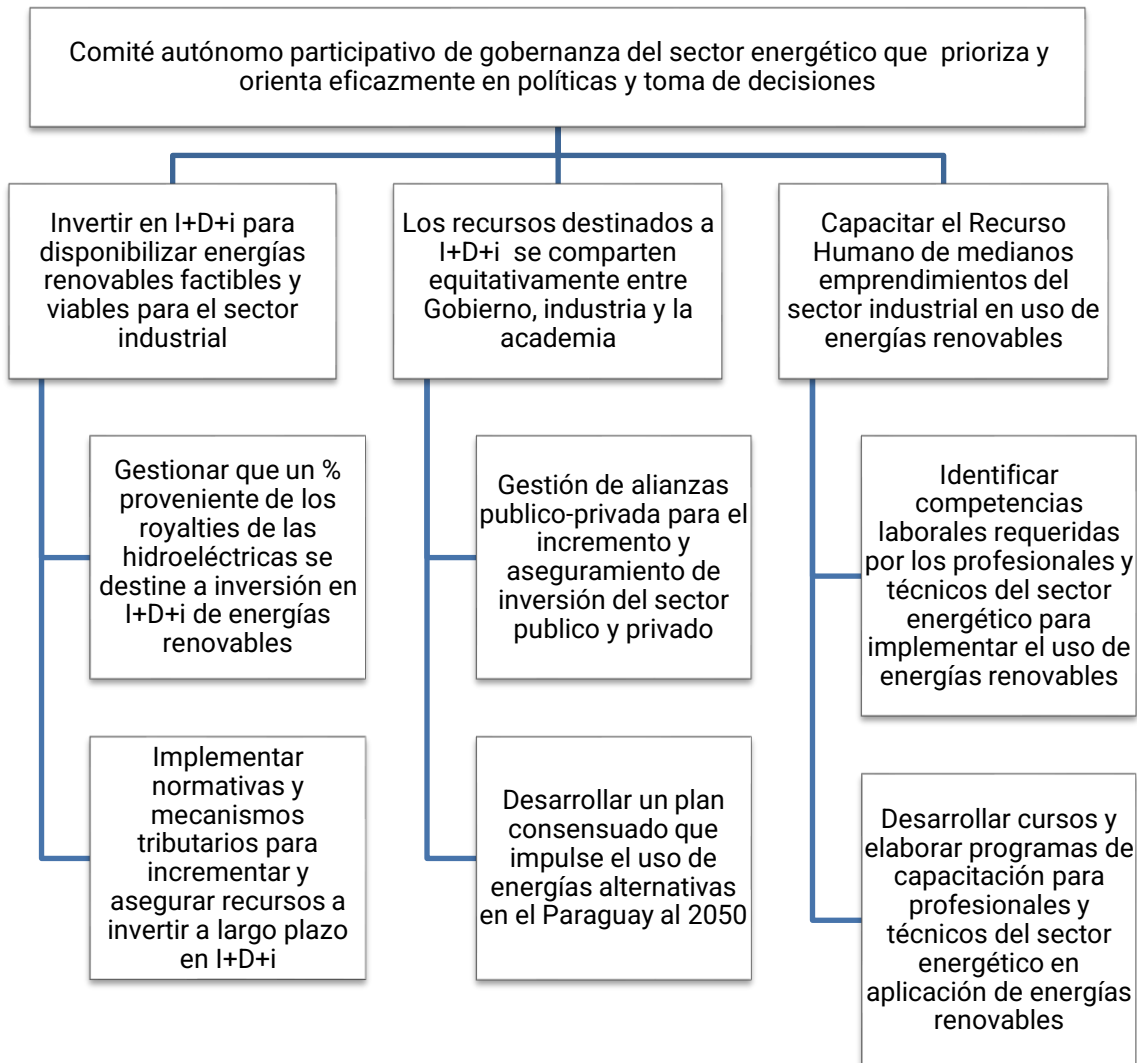 Comité autónomo participativo de gobernanza del sector energético que prioriza y
orienta eficazmente en políticas y toma de decisiones
Invertir en I+D+i para
disponibilizar energías
renovables factibles y
viables para el sector
industrial
Gestionar que un %
proveniente de los
royalties de las
hidroeléctricas se
destine a inversión en
I+D+i de energías
renovables
Implementar
normativas y
mecanismos
tributarios para
incrementar y
asegurar recursos a
invertir a largo plazo
en I+D+i
Los recursos destinados a
I+D+i se comparten
equitativamente entre
Gobierno, industria y la
academia
Gestión de alianzas
publico-privada para el
incremento y
aseguramiento de
inversión del sector
publico y privado
Desarrollar un plan
consensuado que
impulse el uso de
energías alternativas
en el Paraguay al 2050
Capacitar el Recurso
Humano de medianos
emprendimientos del
sector industrial en uso de
energías renovables
Identificar
competencias
laborales requeridas
por los profesionales y
técnicos del sector
energético para
implementar el uso de
energías renovables
Desarrollar cursos y
elaborar programas de
capacitación para
profesionales y
técnicos del sector
energético en
aplicación de energías
renovables